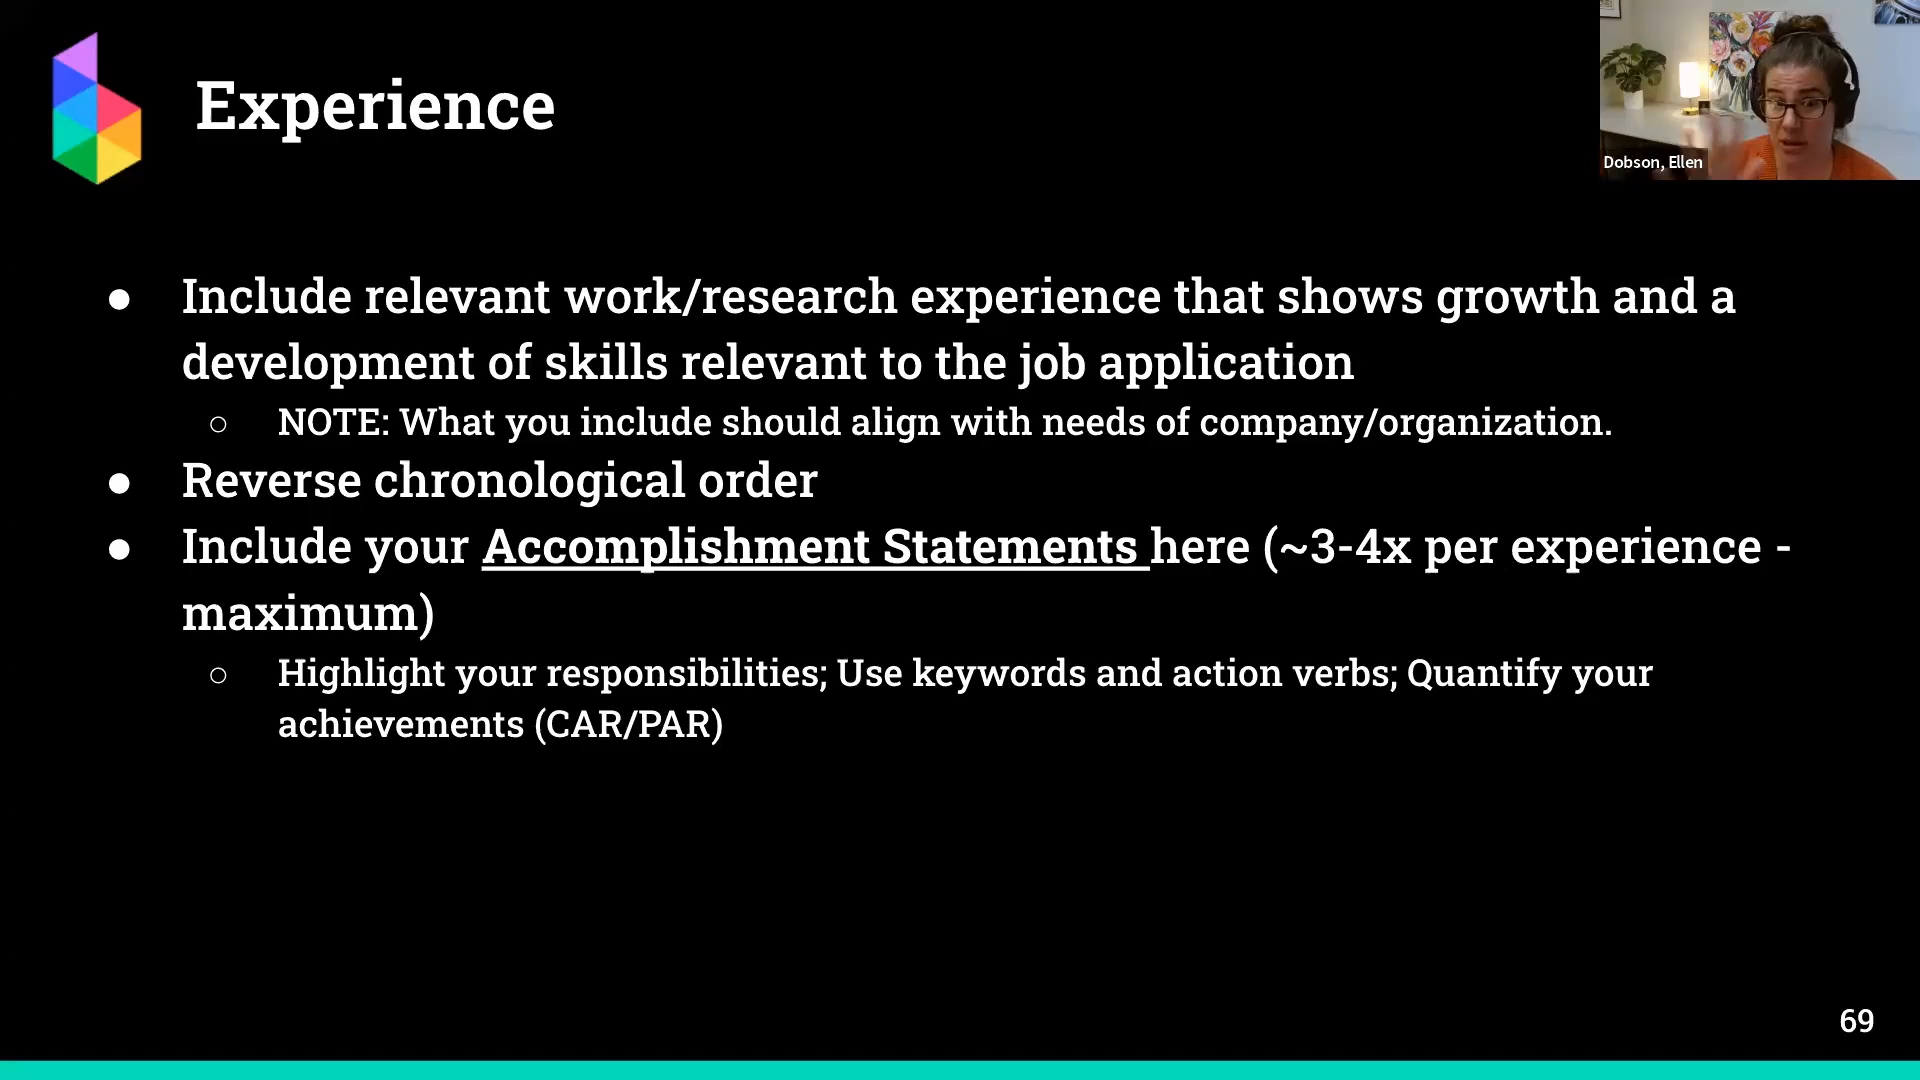 Experience
Dobson, Ellen
● Include relevant work/research experience that shows growth and a
development of skills relevant to the job application
○ NOTE: What you include should align with needs of company/organization.
● Reverse chronological order
● Include your Accomplishment Statements here (~3-4x per experience -
maximum)
○ Highlight your responsibilities; Use keywords and action verbs; Quantify your
achievements (CAR/PAR)
69